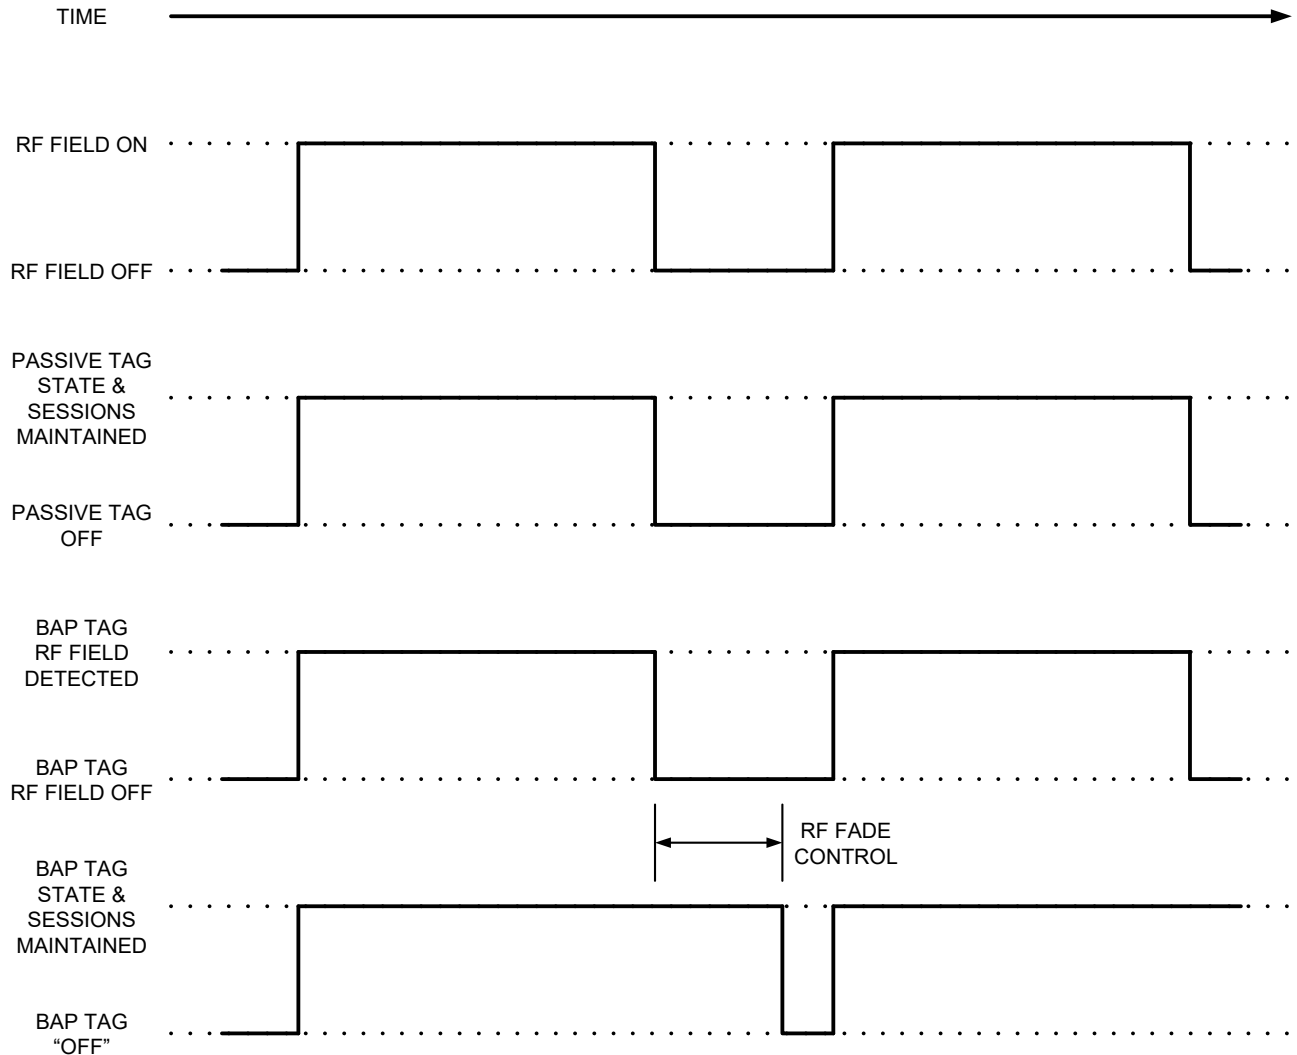 TIME
RF FIELD ON
RF FIELD OFF
PASSIVE TAG
STATE &
SESSIONS
MAINTAINED
PASSIVE TAG
OFF
BAP TAG
RF FIELD
DETECTED
BAP TAG
RF FIELD OFF
RF FADE
CONTROL
BAP TAG
STATE &
SESSIONS
MAINTAINED
BAP TAG
“OFF”